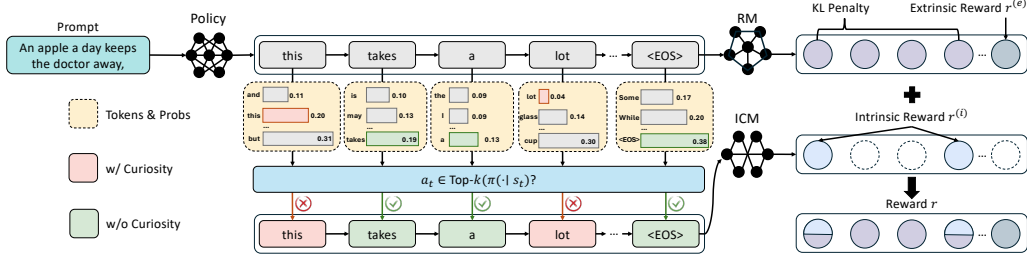 Prompt
An apple a day keeps
the doctor away,
Policy
this
takes
a
lot
...
<EOS>
RM
KL Penalty
Extrinsic Reward r^(e)
...
Tokens & Probs
w/ Curiosity
w/o Curiosity
and 0.11
this 0.20
...
but 0.31
is 0.10
may 0.13
...
takes 0.19
the 0.09
I 0.09
...
a 0.13
lot 0.04
glass 0.14
...
cup 0.30
Some 0.17
While 0.20
...
<EOS> 0.38
a_t ∈ Top-k(π(·| s_t)?
this
takes
a
lot
...
<EOS>
ICM
Intrinsic Reward r^(i)
...
Reward r
...